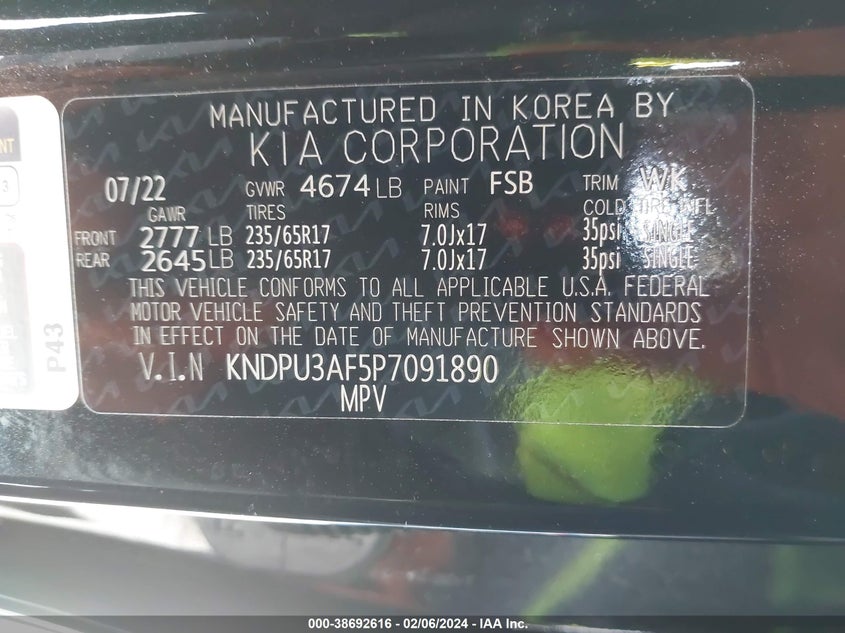 MANUFACTURED IN KOREA BY
KIA CORPORATION
07/22 GVWR 4674 LB PAINT FSB TRIM WK
GAWR TIRES RIMS COLD TIRE INFL
FRONT 2777 LB 235/65R17 7.0Jx17 35psi SINGLE
REAR 2645 LB 235/65R17 7.0Jx17 35psi SINGLE
THIS VEHICLE CONFORMS TO ALL APPLICABLE U.S.A. FEDERAL
MOTOR VEHICLE SAFETY AND THEFT PREVENTION STANDARDS
IN EFFECT ON THE DATE OF MANUFACTURE SHOWN ABOVE.
V.I.N KNDPU3AF5P7091890
MPV
P43
000-38692616 - 02/06/2024 - IAA Inc.